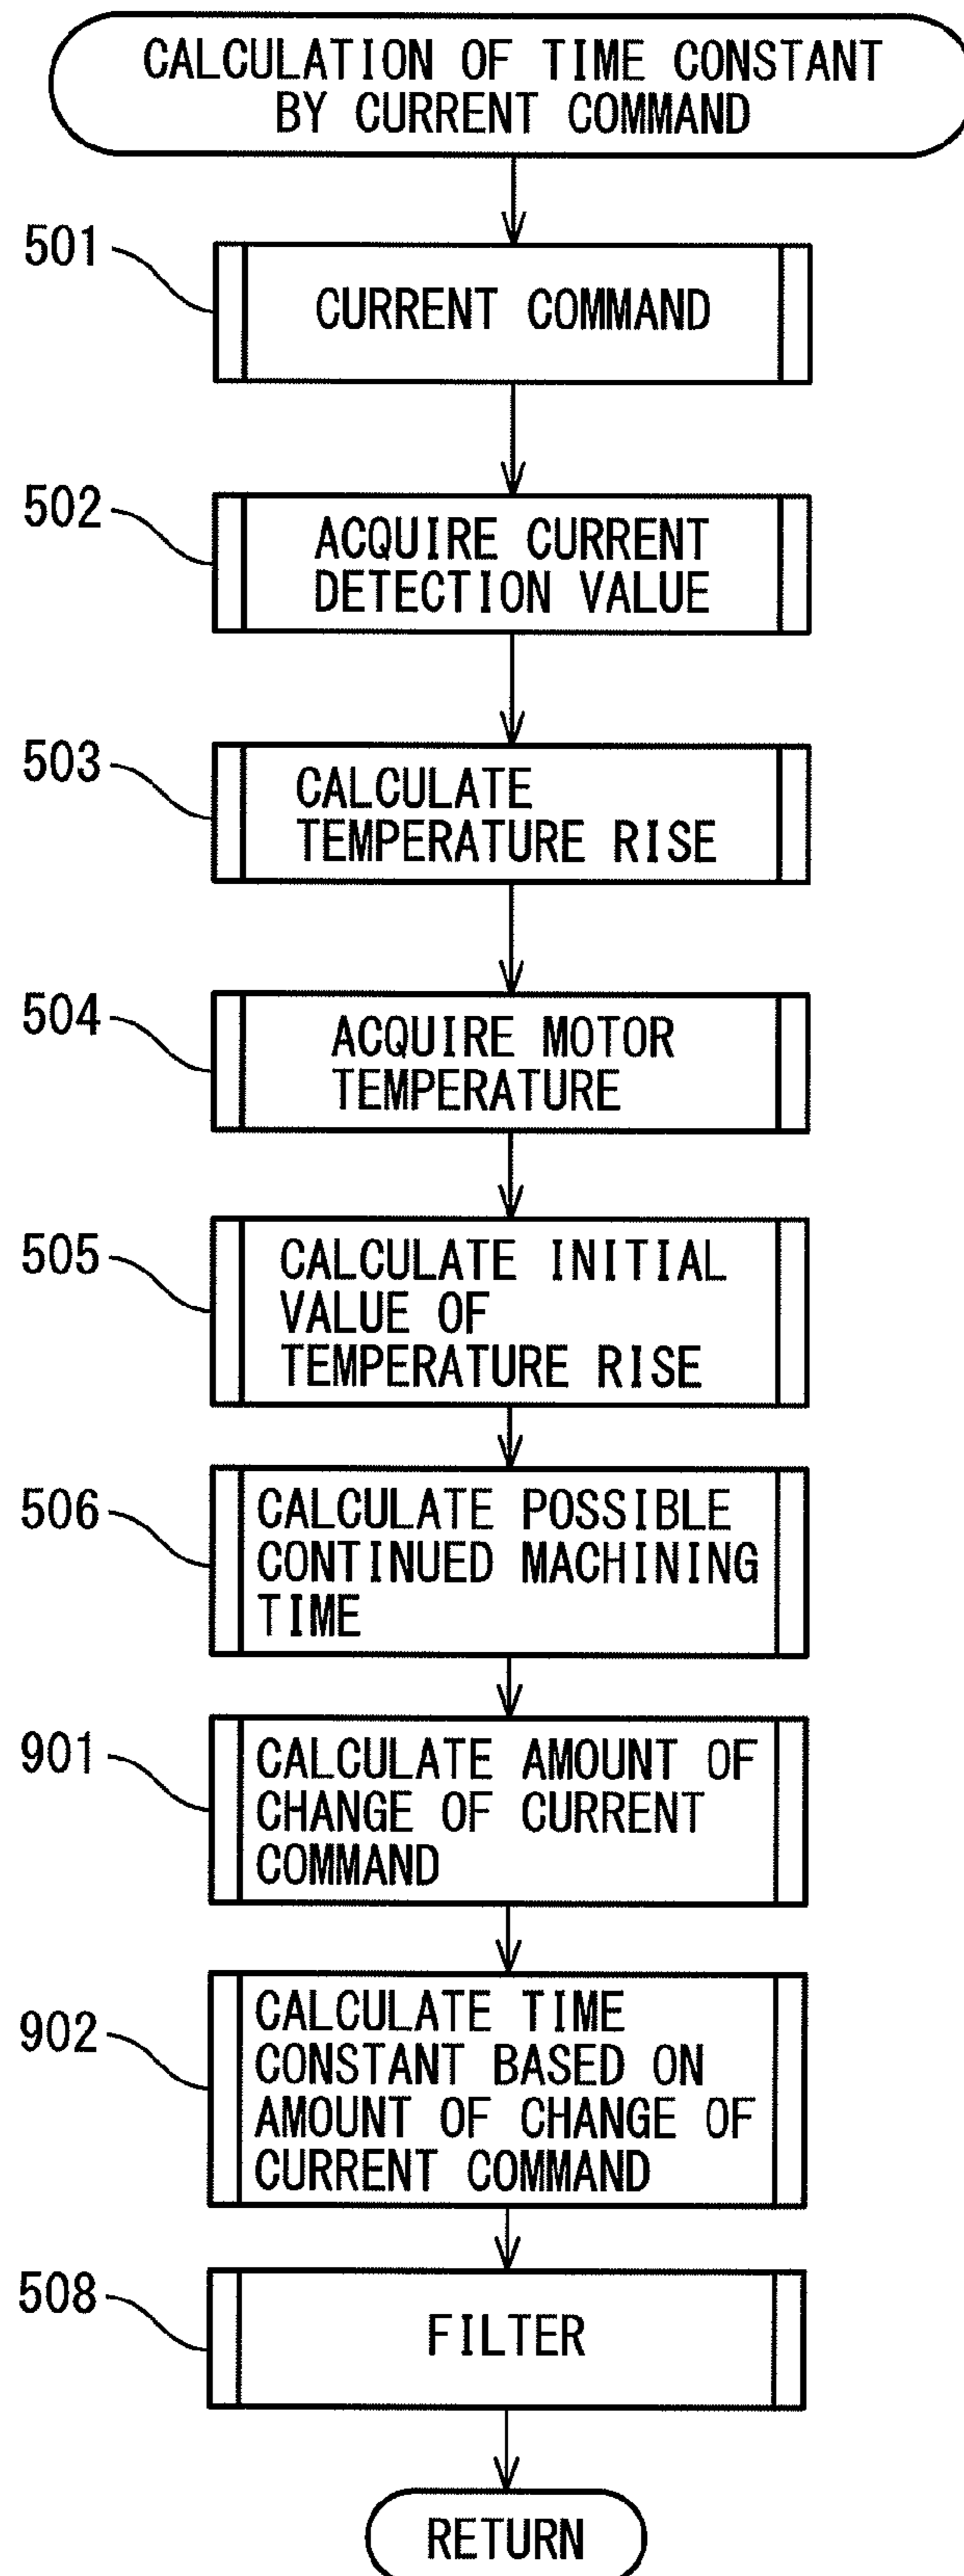 CALCULATION OF TIME CONSTANT
BY CURRENT COMMAND
501
CURRENT COMMAND
502
ACQUIRE CURRENT
DETECTION VALUE
503
CALCULATE
TEMPERATURE RISE
504
ACQUIRE MOTOR
TEMPERATURE
505
CALCULATE INITIAL
VALUE OF
TEMPERATURE RISE
506
CALCULATE POSSIBLE
CONTINUED MACHINING
TIME
901
CALCULATE AMOUNT OF
CHANGE OF CURRENT
COMMAND
902
CALCULATE TIME
CONSTANT BASED ON
AMOUNT OF CHANGE OF
CURRENT COMMAND
508
FILTER
RETURN